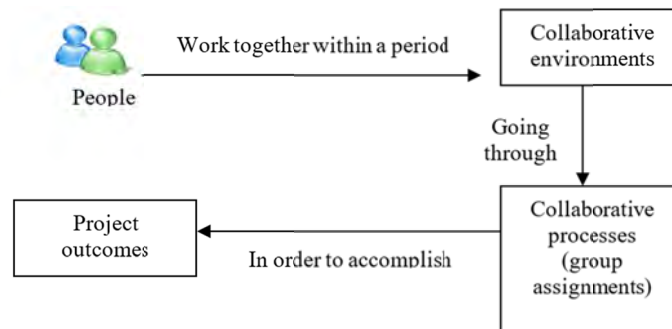 Work together within a period
People
Collaborative
environments
Going
through
Collaborative
processes
(group
assignments)
Project
outcomes
In order to accomplish